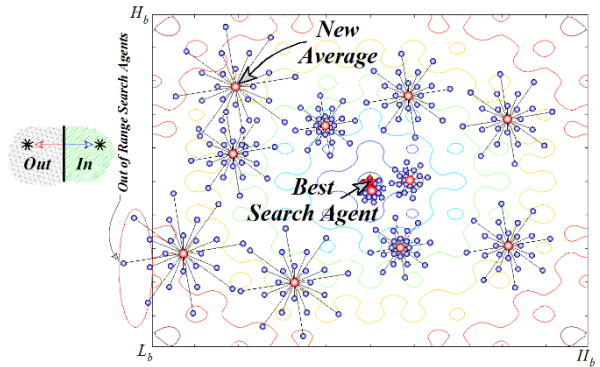 H_b
New
Average
Out of Range Search Agents
Out In
Best
Search Agent
L_b
H_b